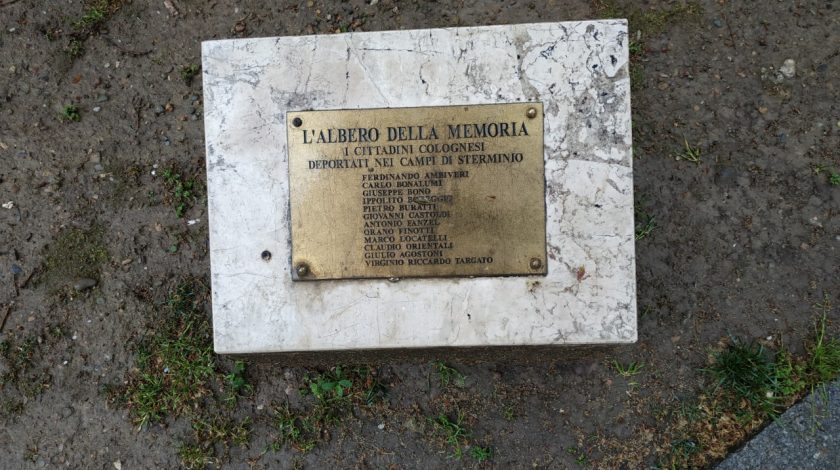 L'ALBERO DELLA MEMORIA
I CITTADINI COLOGNESI
DEPORTATI NEI CAMPI DI STERMINIO
FERDINANDO AMBIVERI
CARLO BONALUMI
GIUSEPPE BONO
IPPOLITO
PIETRO BURATTI
GIOVANNI CASTOLDI
ANTONIO FANZEL
ORANO FINOTTI
MARCO LOCATELLI
CLAUDIO ORIENTALI
GIULIO AGOSTONI
VIRGINIO RICCARDO TARGATO